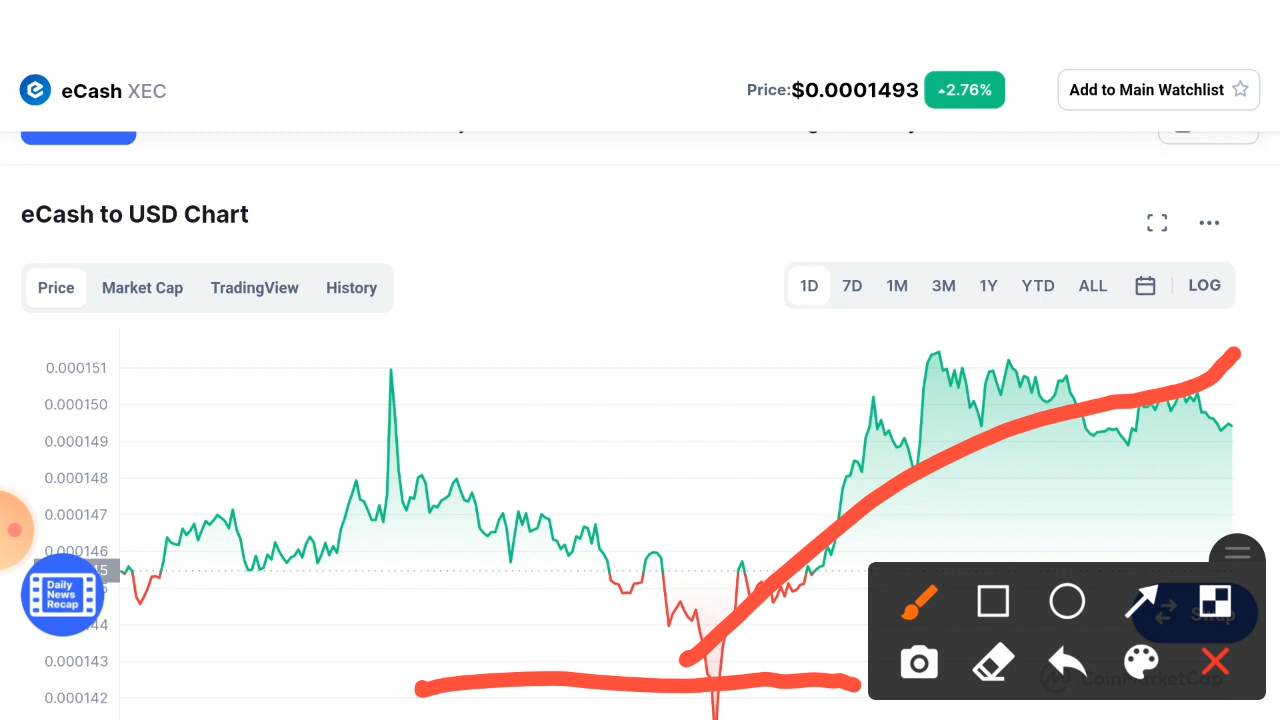 eCash XEC
Price:$0.0001493 2.76%
Add to Main Watchlist
eCash to USD Chart
Price Market Cap TradingView History
1D 7D 1M 3M 1Y YTD ALL LOG
0.000151
0.000150
0.000149
0.000148
0.000147
0.000146
0.000143
0.000142
Daily
News
Recap
Swap
CoinMarketCap